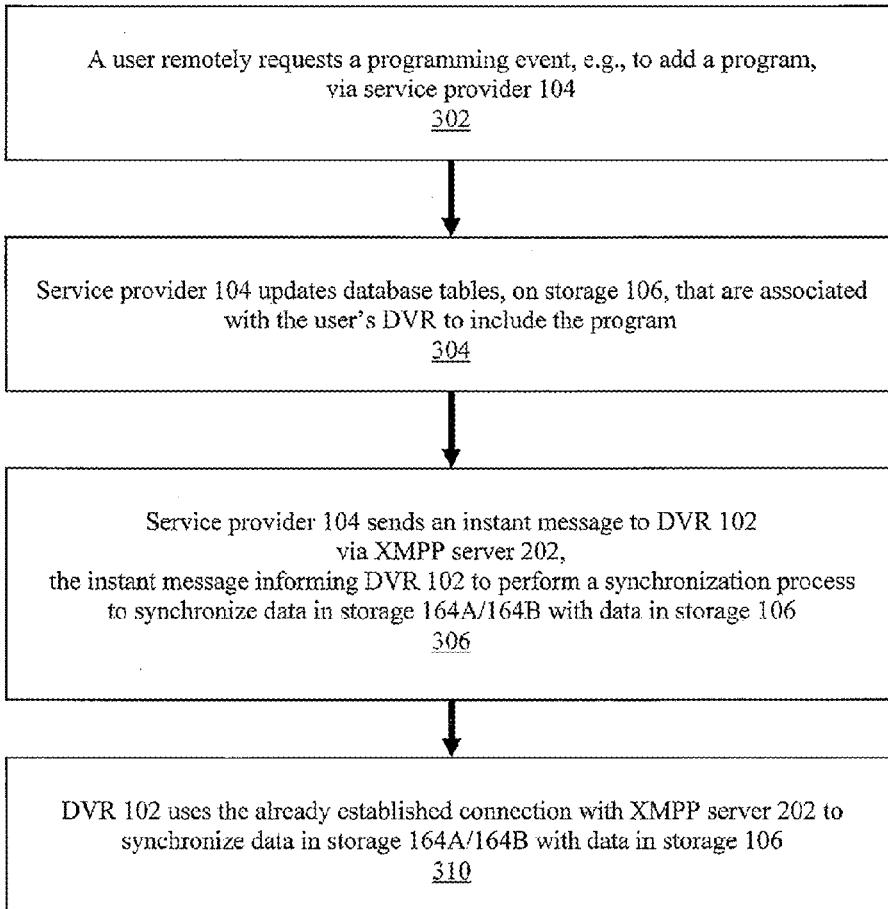 A user remotely requests a programming event, e.g., to add a program,
via service provider 104
302
Service provider 104 updates database tables, on storage 106, that are associated
with the user's DVR to include the program
304
Service provider 104 sends an instant message to DVR 102
via XMPP server 202,
the instant message informing DVR 102 to perform a synchronization process
to synchronize data in storage 164A/164B with data in storage 106
306
DVR 102 uses the already established connection with XMPP server 202 to
synchronize data in storage 164A/164B with data in storage 106
310